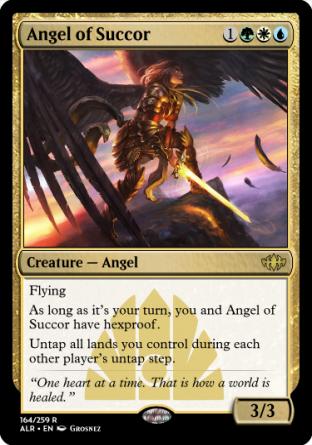 Angel of Succor 1
Creature — Angel
Flying
As long as it's your turn, you and Angel of
Succor have hexproof.
Untap all lands you control during each
other player's untap step.
"One heart at a time. That is how a world is
healed."
164/259 R
ALR • EN Grosnez
3/3